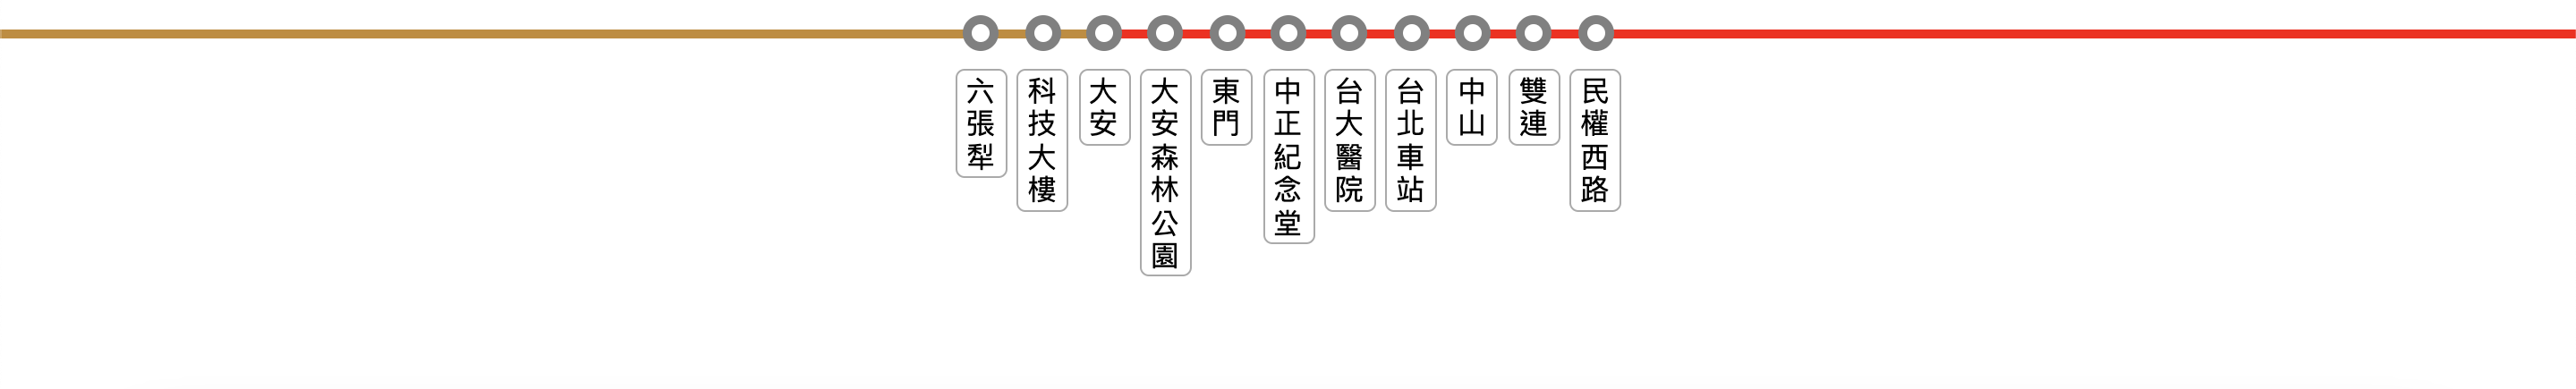 六張犁
科技大樓
大安
大安森林公園
東門
中正紀念堂
台大醫院
台北車站
中山
雙連
民權西路